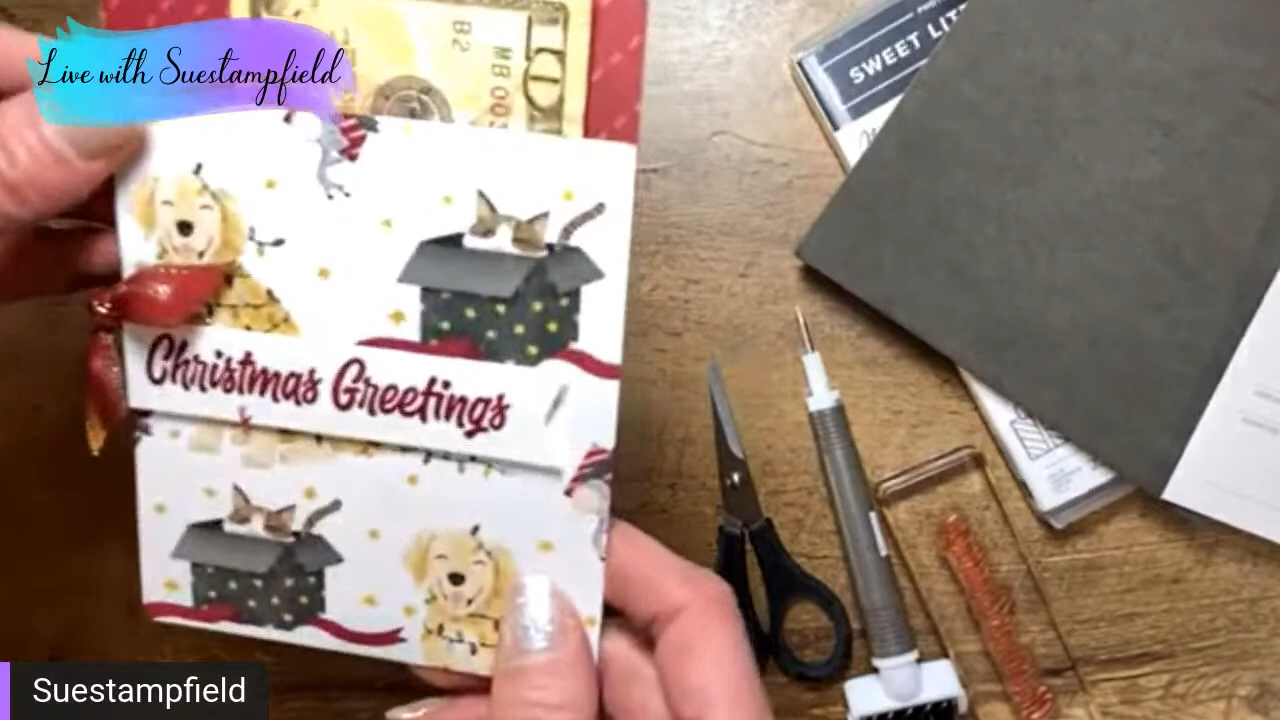 Live with Suestampfield
B2
MB 00
SWEET LIT
Christmas Greetings
Suestampfield